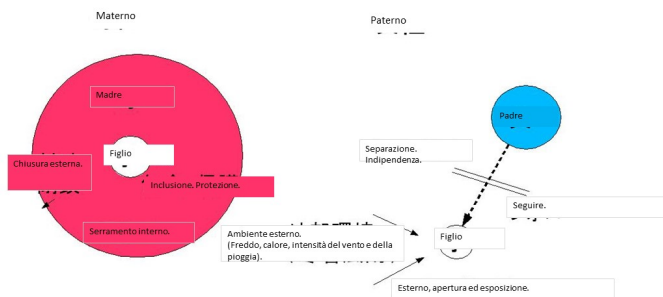 Materno
Paterno
Madre
Figlio
Chiusura esterna.
Inclusione. Protezione.
Serramento interno.
Padre
Separazione.
Indipendenza.
Seguire.
Ambiente esterno.
(Freddo, calore, intensità del vento e della
pioggia).
Figlio
Esterno, apertura ed esposizione.